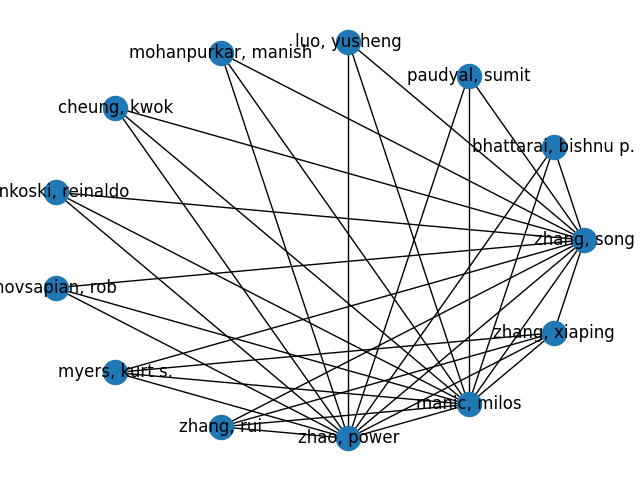 luo, yusheng
mohanpurkar, manish
paudyal, sumit
cheung, kwok
bhattarai, bishnu p.
nkoski, reinaldo
zhang, song
hovsapian, rob
zhang, xiaping
myers, kurt s.
manic, milos
zhang, rui
zhao, power